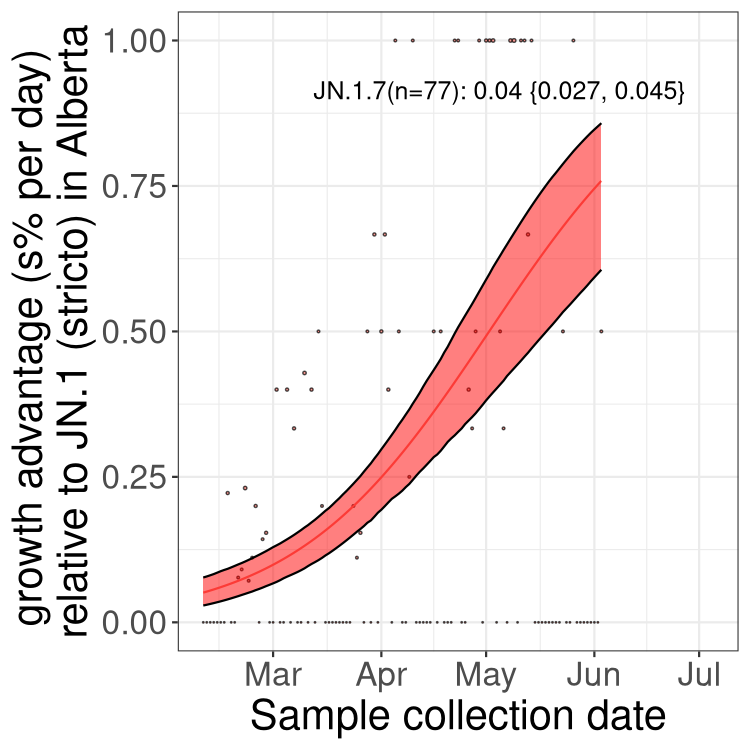 growth advantage (s% per day)
relative to JN.1 (stricto) in Alberta
1.00
0.75
0.50
0.25
0.00
JN.1.7(n=77): 0.04 {0.027, 0.045}
Mar Apr May Jun Jul
Sample collection date